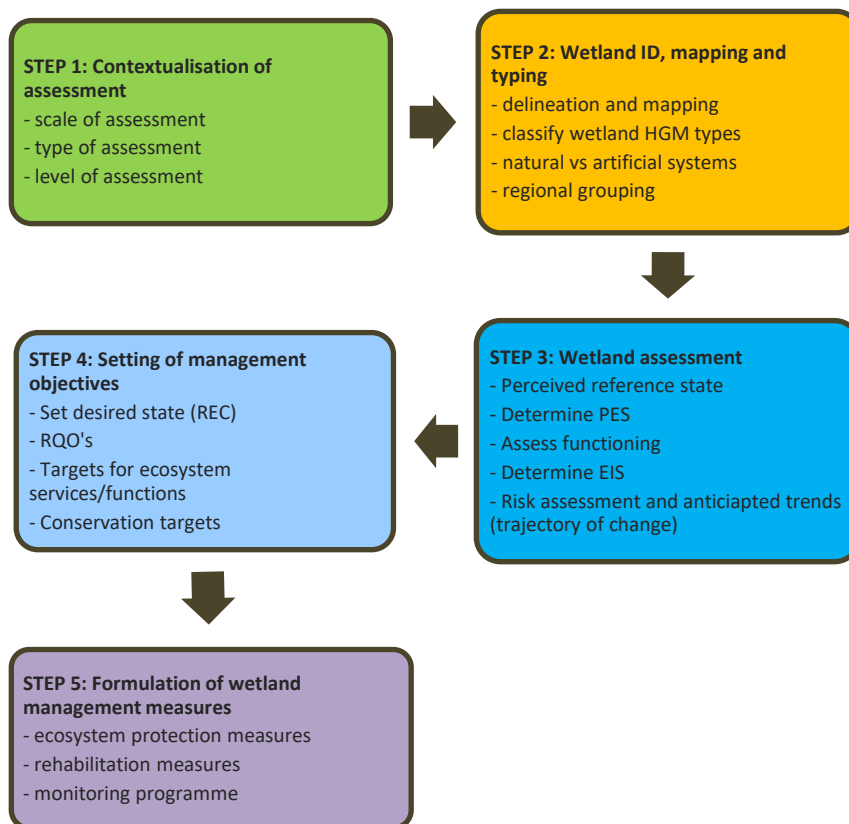 STEP 1: Contextualisation of
assessment
- scale of assessment
- type of assessment
- level of assessment
STEP 2: Wetland ID, mapping and
typing
- delineation and mapping
- classify wetland HGM types
- natural vs artificial systems
- regional grouping
STEP 3: Wetland assessment
- Perceived reference state
- Determine PES
- Assess functioning
- Determine EIS
- Risk assessment and anticiapted trends
(trajectory of change)
STEP 4: Setting of management
objectives
- Set desired state (REC)
- RQO's
- Targets for ecosystem
services/functions
- Conservation targets
STEP 5: Formulation of wetland
management measures
- ecosystem protection measures
- rehabilitation measures
- monitoring programme